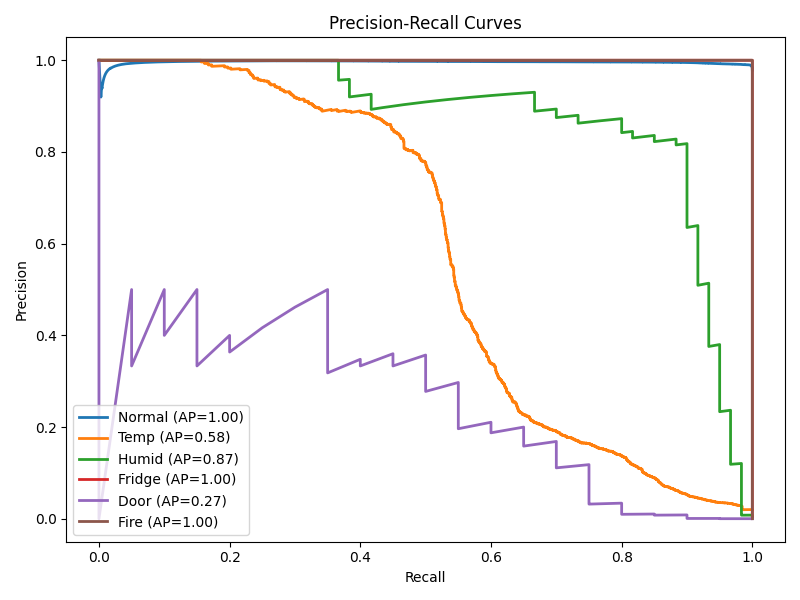 Precision-Recall Curves
Precision
1.0
0.8
0.6
0.4
0.2
0.0
Normal (AP=1.00)
Temp (AP=0.58)
Humid (AP=0.87)
Fridge (AP=1.00)
Door (AP=0.27)
Fire (AP=1.00)
0.0 0.2 0.4 0.6 0.8 1.0
Recall